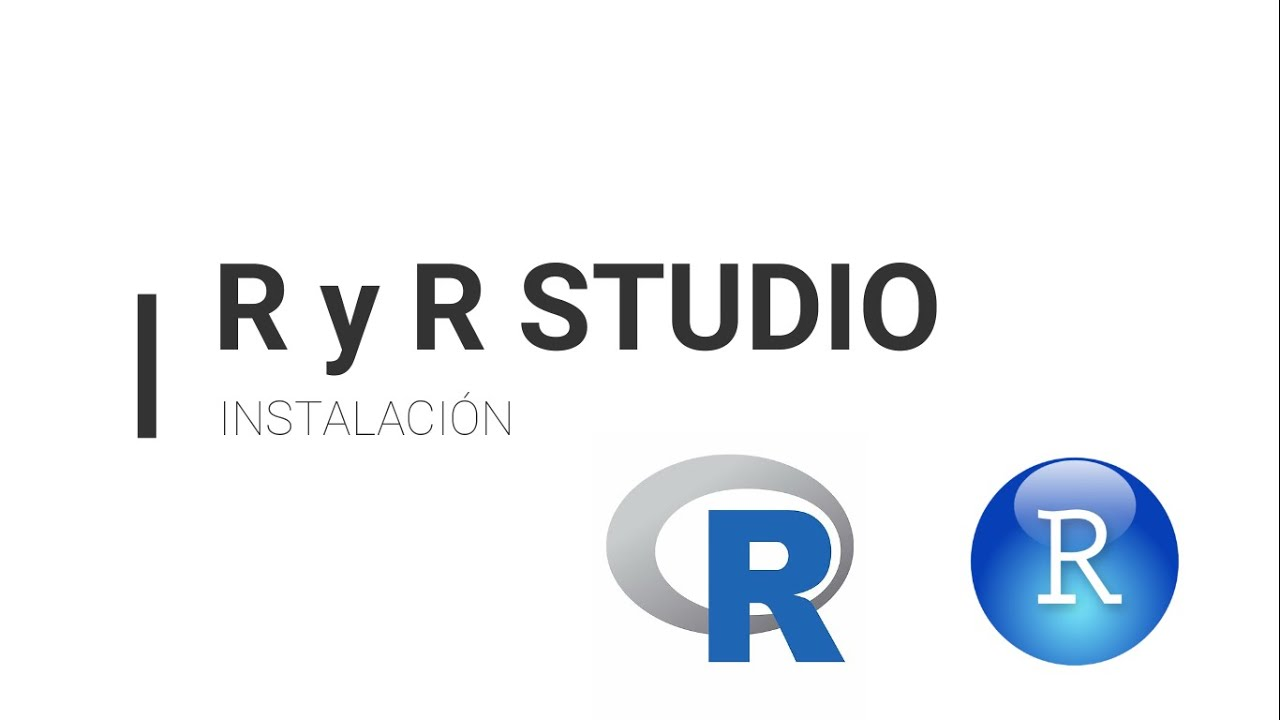 R y R STUDIO
INSTALACIÓN
R
R